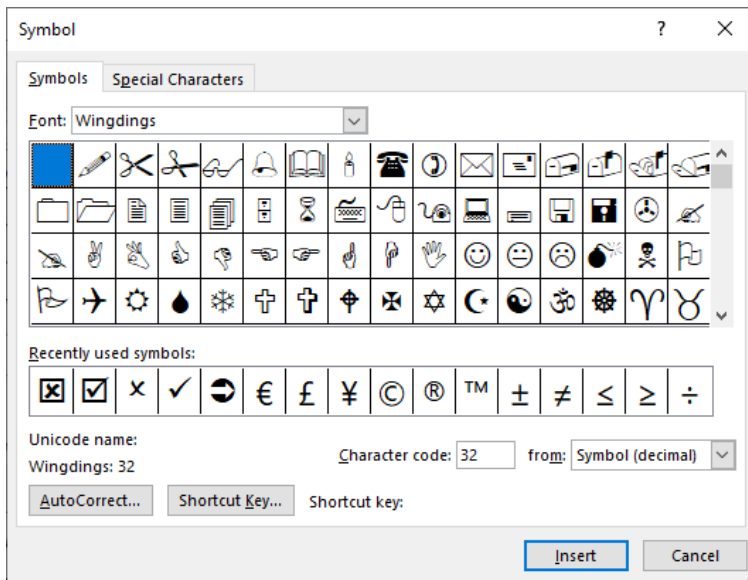 Symbol ? ×
Symbols Special Characters
Font: Wingdings
Recently used symbols:
€ £ ¥ © ® ™ ± ≠ ≤ ≥ ÷
Unicode name:
Wingdings: 32
Character code: 32 from: Symbol (decimal)
AutoCorrect... Shortcut Key... Shortcut key:
Insert Cancel